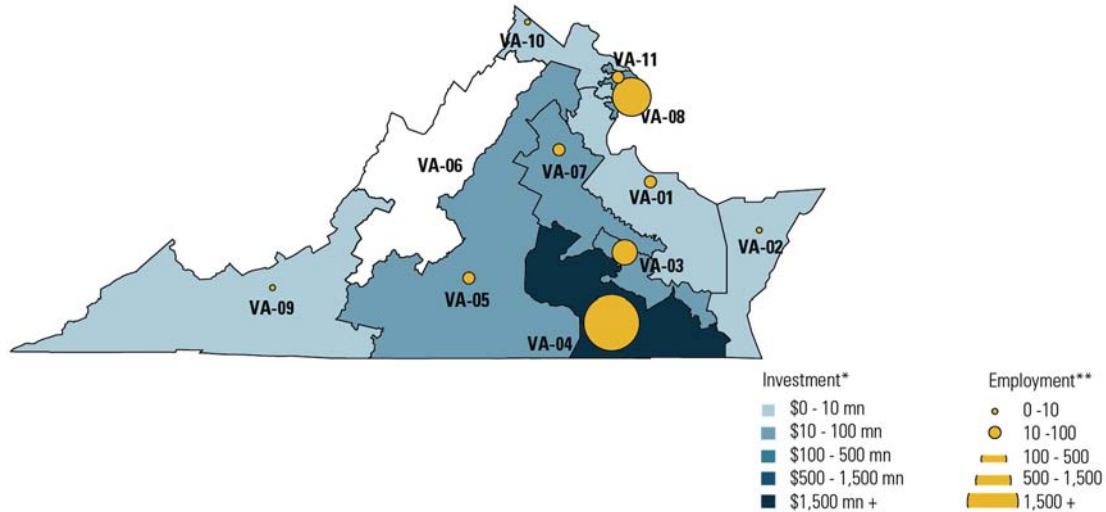 VA-10
VA-11
VA-08
VA-06
VA-07
VA-01
VA-02
VA-03
VA-05
VA-09
VA-04
Investment*
$0 - 10 mn
$10 - 100 mn
$100 - 500 mn
$500 - 1,500 mn
$1,500 mn +
Employment**
0 -10
10 -100
100 - 500
500 - 1,500
1,500 +